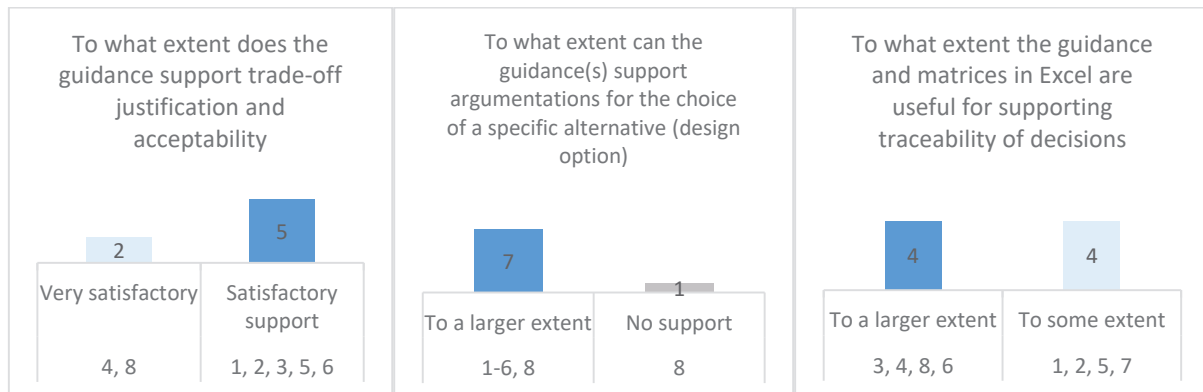 To what extent does the
guidance support trade-off
justification and
acceptability
2
5
Very satisfactory
Satisfactory
support
4, 8
1, 2, 3, 5, 6
To what extent can the
guidance(s) support
argumentations for the choice
of a specific alternative (design
option)
7
1
To a larger extent
No support
1-6, 8
8
To what extent the guidance
and matrices in Excel are
useful for supporting
traceability of decisions
4
4
To a larger extent
To some extent
3, 4, 8, 6
1, 2, 5, 7